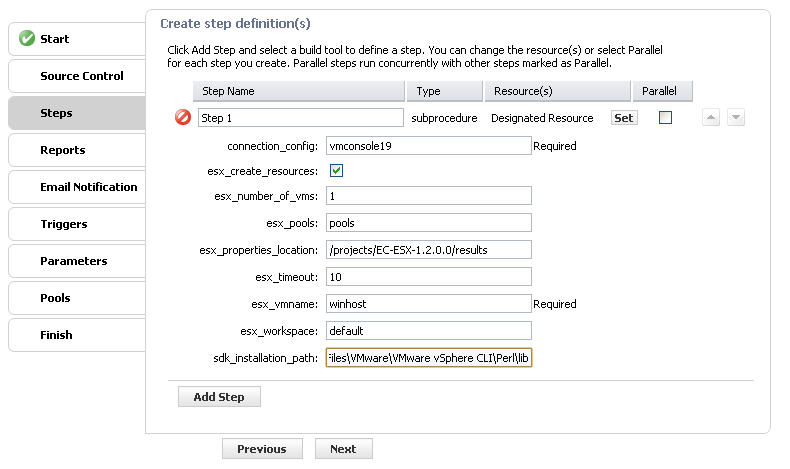 Start
Source Control
Steps
Reports
Email Notification
Triggers
Parameters
Pools
Finish
Create step definition(s)
Click Add Step and select a build tool to define a step. You can change the resource(s) or select Parallel
for each step you create. Parallel steps run concurrently with other steps marked as Parallel.
Step Name Type Resource(s) Parallel
Step 1 subprocedure Designated Resource Set
connection_config: vmconsole19 Required
esx_create_resources:
esx_number_of_vms: 1
esx_pools: pools
esx_properties_location: /projects/EC-ESX-1.2.0.0/results
esx_timeout: 10
esx_vmname: winhost Required
esx_workspace: default
sdk_installation_path: Files\VMware\VMware vSphere CLI\Perl\lib
Add Step
Previous Next